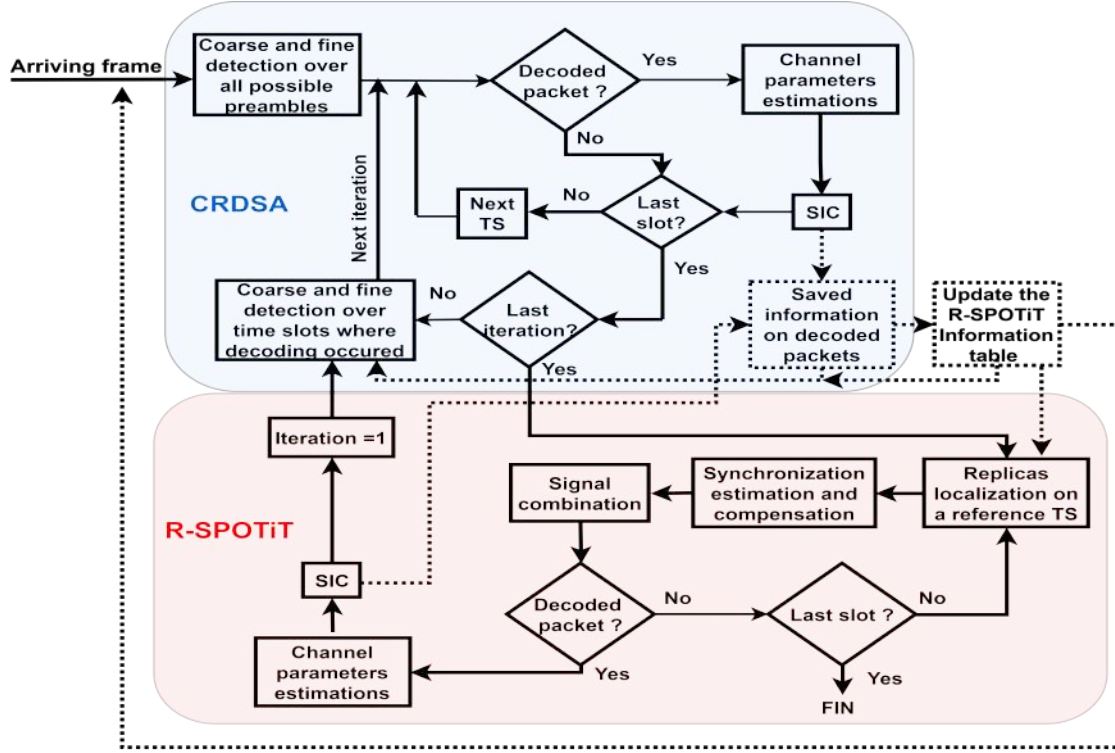 Arriving frame
Coarse and fine
detection over
all possible
preambles
Decoded
packet ?
Yes
Channel
parameters
estimations
No
CRDSA
Next iteration
Next
TS
No
Last
slot?
SIC
Yes
Coarse and fine
detection over
time slots where
decoding occured
No
Last
iteration?
Yes
Saved
information
on decoded
packets
Update the
R-SPOTiT
Information
table
Iteration =1
Signal
combination
Synchronization
estimation and
compensation
Replicas
localization on
a reference TS
R-SPOTiT
SIC
Decoded
packet ?
No
Last slot ?
No
Channel
parameters
estimations
Yes
Yes
FIN